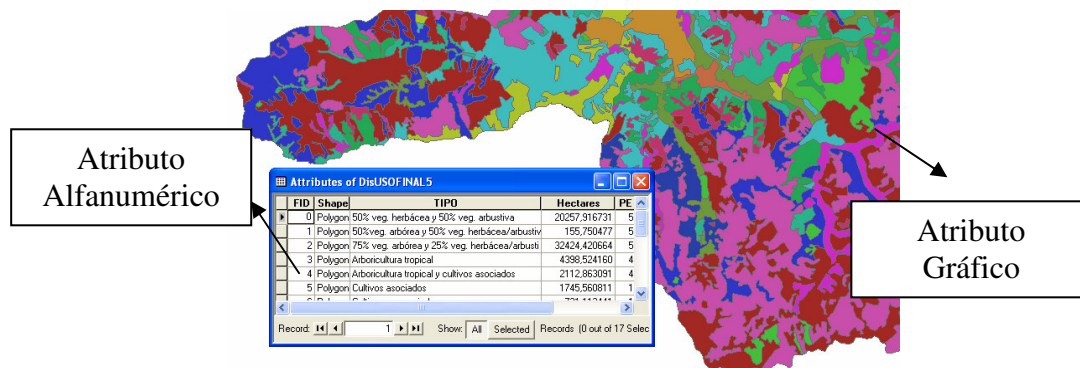 Atributo
Alfanumérico
Attributes of DisUSOFINAL5
FID Shape TIPO Hectares PE
0 Polygon 50% veg. herbácea y 50% veg. arbustiva 20257,916731 5
1 Polygon 50%veg. arbórea y 50% veg. herbácea/arbustiv 155,750477 5
2 Polygon 75% veg. arbórea y 25% veg. herbácea/arbusti 32424,420664 5
3 Polygon Arboricultura tropical 4398,524160 4
4 Polygon Arboricultura tropical y cultivos asociados 2112,863091 4
5 Polygon Cultivos asociados 1745,560811 1
Record: 1 Show: All Selected Records (0 out of 17 Selec
Atributo
Gráfico